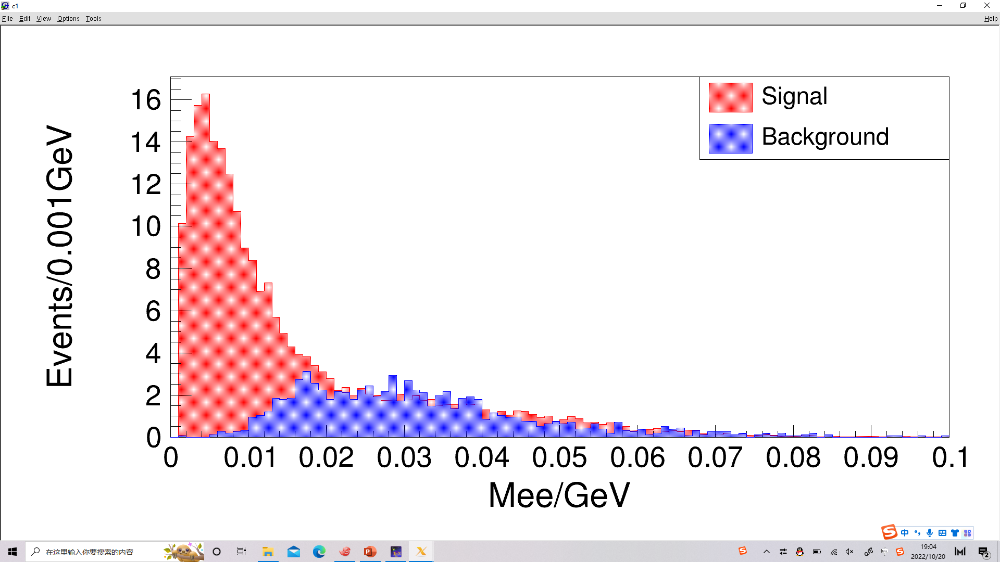 c1
File Edit View Options Tools Help
Signal
Background
Events/0.001GeV
16
14
12
10
8
6
4
2
0
0 0.01 0.02 0.03 0.04 0.05 0.06 0.07 0.08 0.09 0.1
Mee/GeV
中
在这里输入你要搜索的内容
中
19:04
2022/10/20
2